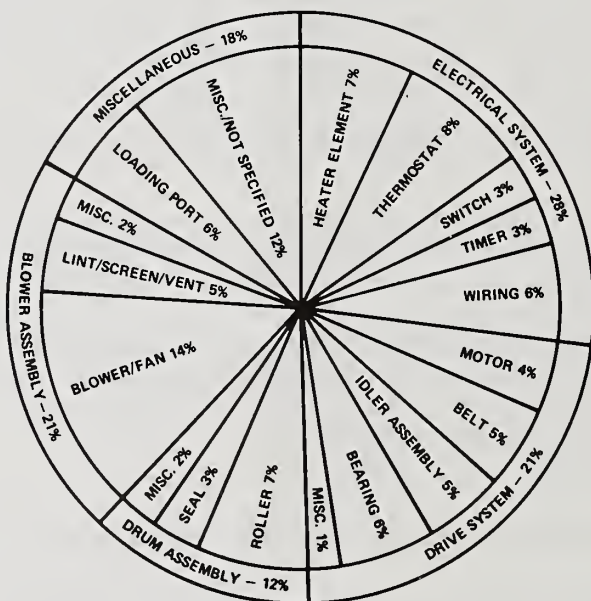 ELECTRICAL SYSTEM – 28%
HEATER ELEMENT 7%
THERMOSTAT 8%
SWITCH 3%
TIMER 3%
WIRING 6%
DRIVE SYSTEM – 21%
MOTOR 4%
BELT 5%
IDLER ASSEMBLY 5%
BEARING 6%
MISC. 1%
DRUM ASSEMBLY – 12%
ROLLER 7%
SEAL 3%
MISC. 2%
BLOWER ASSEMBLY – 21%
BLOWER/FAN 14%
LINT/SCREEN/VENT 5%
MISC. 2%
MISCELLANEOUS – 18%
LOADING PORT 6%
MISC./NOT SPECIFIED 12%